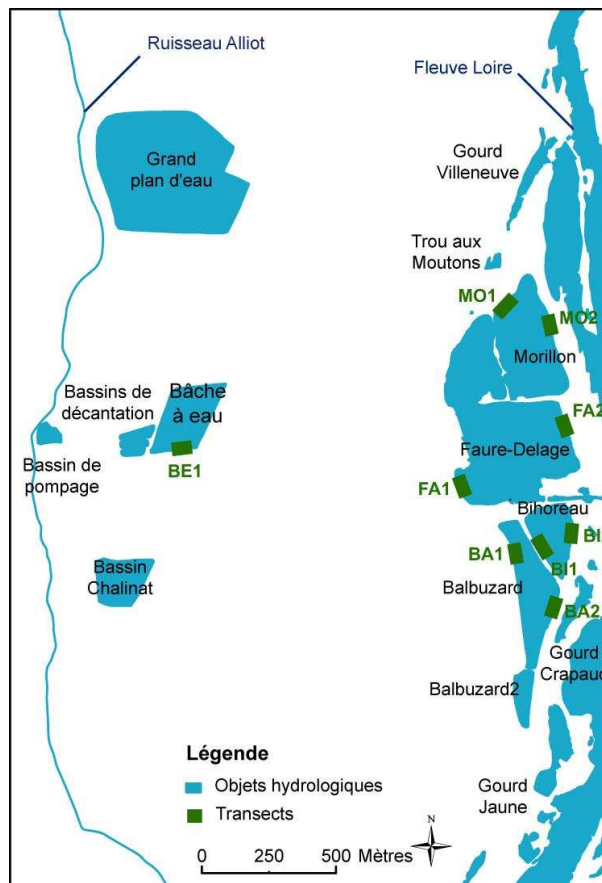 Ruisseau Alliot
Fleuve Loire
Grand
plan d'eau
Gourd
Villeneuve
Trou aux
Moutons
MO1
MO2
Morillon
Bassins de
décantation
Bâche
à eau
FA2
Faure-Delage
Bassin de
pompage
BE1
FA1
Bihoreau
BI
BA1
BI1
Bassin
Chalinat
Balbuzard
BA2
Gourd
Crapaud
Balbuzard2
Légende
Objets hydrologiques
Transects
Gourd
Jaune
N
0 250 500 Mètres